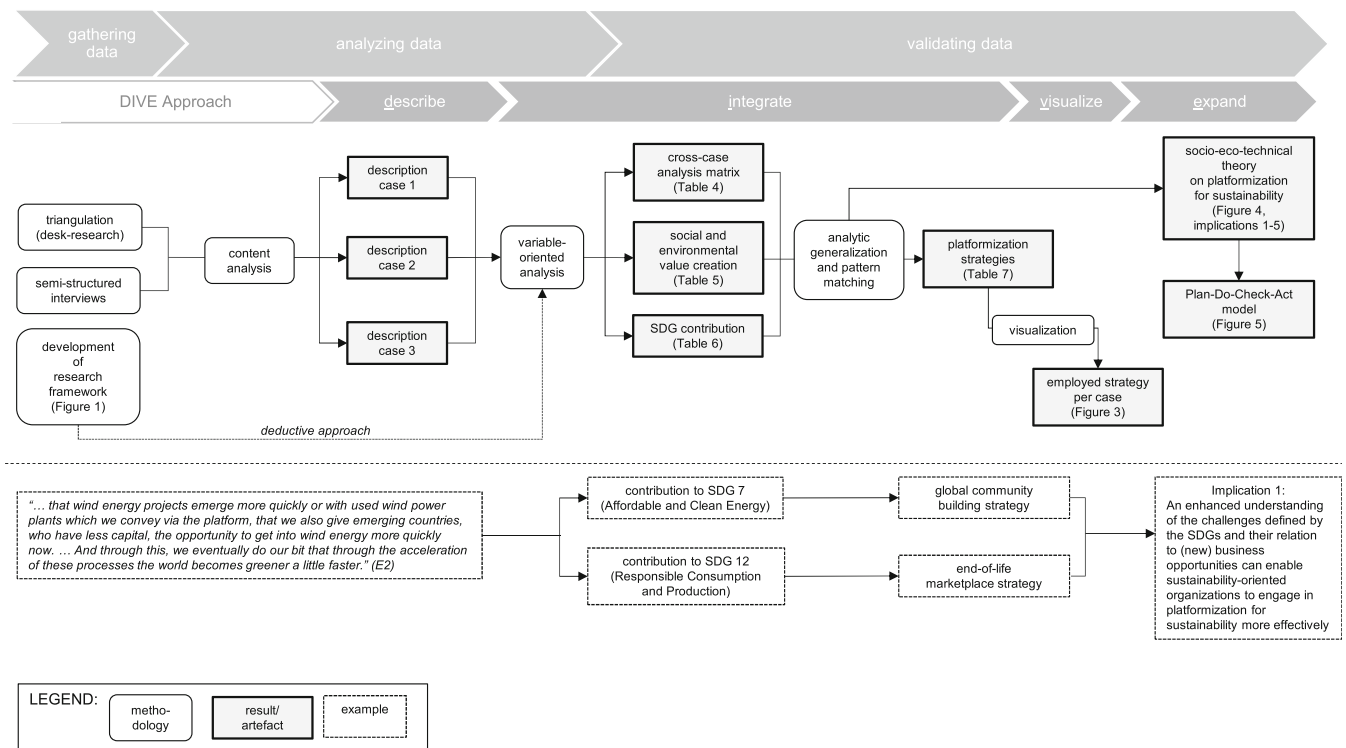 gathering
data
analyzing data
validating data
DIVE Approach
describe
integrate
visualize
expand
triangulation
(desk-research)
semi-structured
interviews
development
of
research
framework
(Figure 1)
content
analysis
description
case 1
description
case 2
description
case 3
deductive approach
variable-
oriented
analysis
cross-case
analysis matrix
(Table 4)
social and
environmental
value creation
(Table 5)
SDG contribution
(Table 6)
analytic
generalization
and pattern
matching
platformization
strategies
(Table 7)
visualization
employed strategy
per case
(Figure 3)
socio-eco-technical
theory
on platformization
for sustainability
(Figure 4,
implications 1-5)
Plan-Do-Check-Act
model
(Figure 5)
“… that wind energy projects emerge more quickly or with used wind power
plants which we convey via the platform, that we also give emerging countries,
who have less capital, the opportunity to get into wind energy more quickly
now. … And through this, we eventually do our bit that through the acceleration
of these processes the world becomes greener a little faster.” (E2)
contribution to SDG 7
(Affordable and Clean Energy)
contribution to SDG 12
(Responsible Consumption
and Production)
global community
building strategy
end-of-life
marketplace strategy
Implication 1:
An enhanced understanding
of the challenges defined by
the SDGs and their relation
to (new) business
opportunities can enable
sustainability-oriented
organizations to engage in
platformization for
sustainability more effectively
LEGEND:
metho-
dology
result/
artefact
example